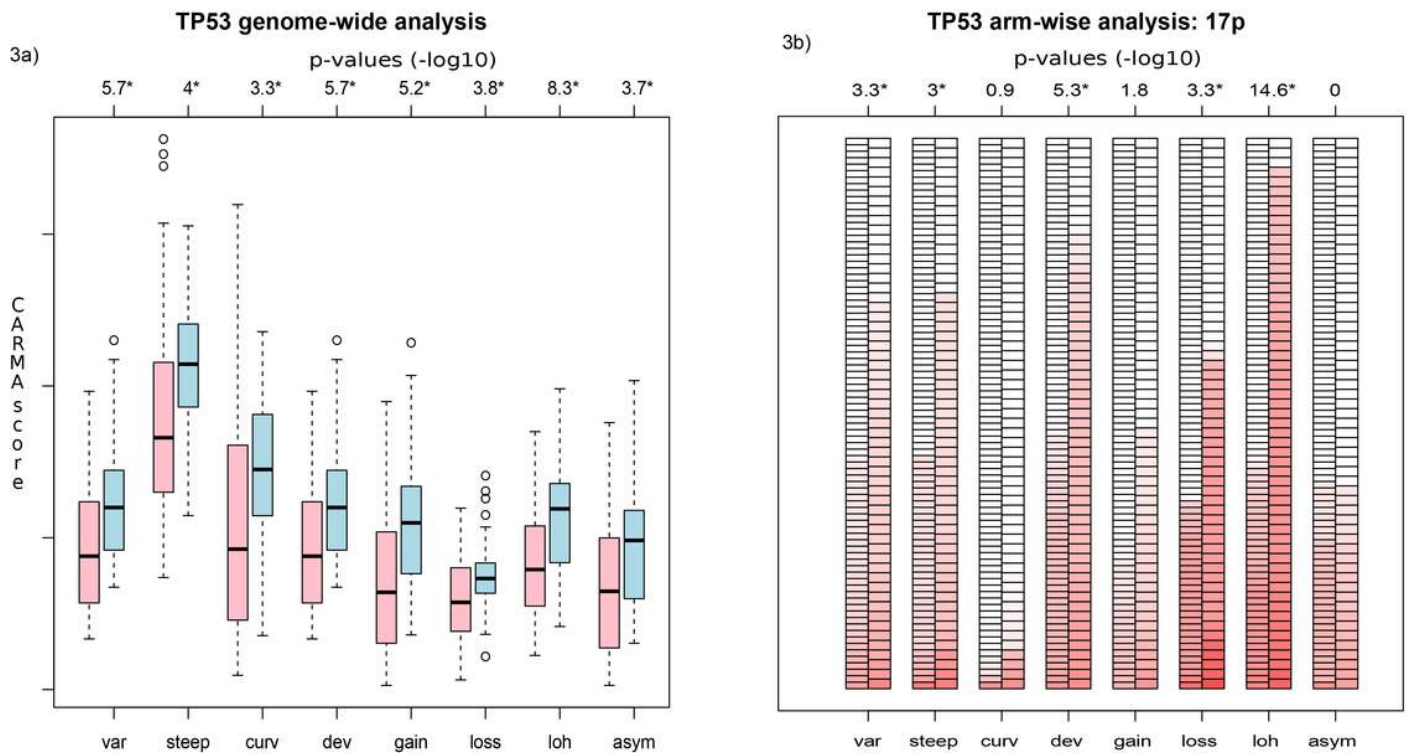 TP53 genome-wide analysis
3a)
p-values (-log10)
5.7* 4* 3.3* 5.7* 5.2* 3.8* 8.3* 3.7*
CARMA score
var steep curv dev gain loss loh asym
TP53 arm-wise analysis: 17p
3b)
p-values (-log10)
3.3* 3* 0.9 5.3* 1.8 3.3* 14.6* 0
var steep curv dev gain loss loh asym